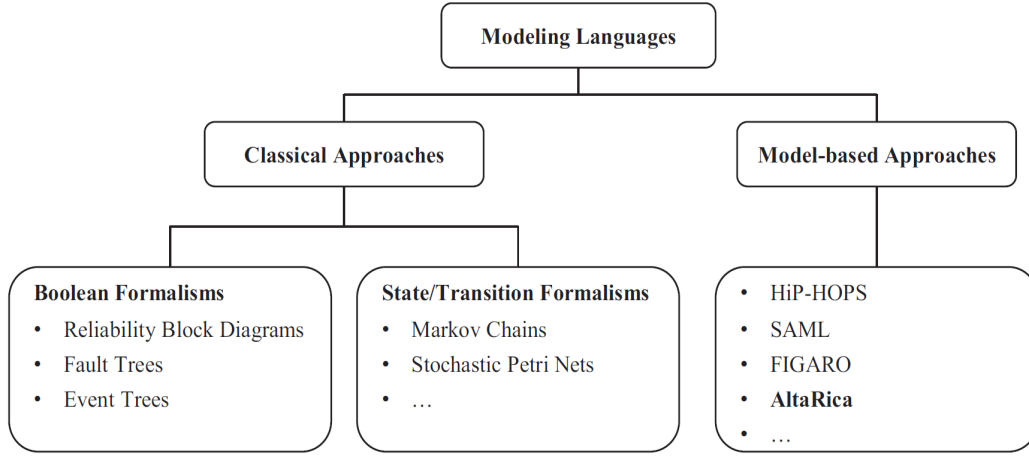 Modeling Languages
Classical Approaches
Model-based Approaches
Boolean Formalisms
• Reliability Block Diagrams
• Fault Trees
• Event Trees
State/Transition Formalisms
• Markov Chains
• Stochastic Petri Nets
• …
• HiP-HOPS
• SAML
• FIGARO
• AltaRica
• …